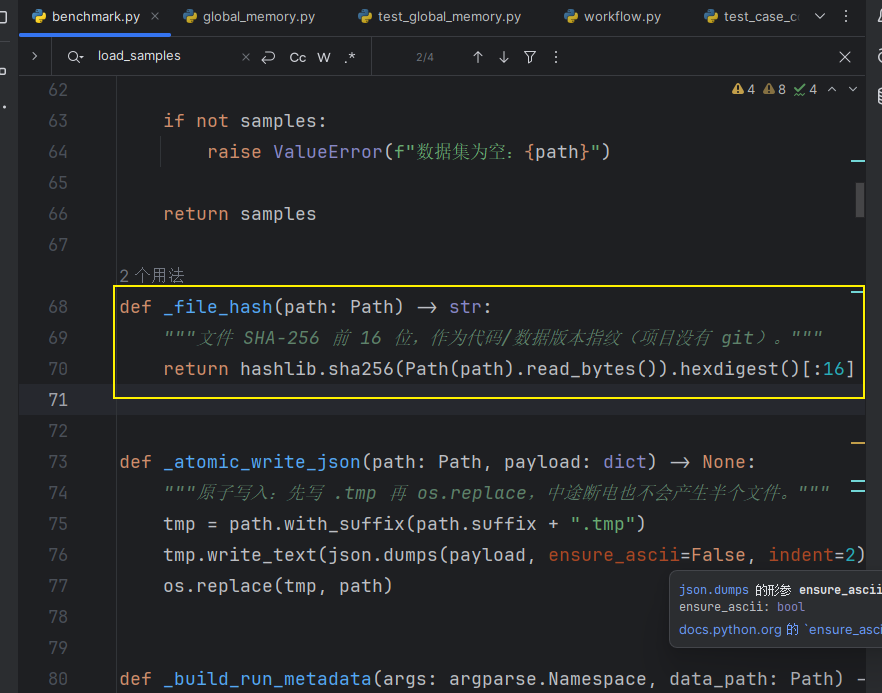 benchmark.py
global_memory.py
test_global_memory.py
workflow.py
test_case_c
load_samples
Cc W .*
2/4
4 8 4
62
63 if not samples:
64 raise ValueError(f"数据集为空：{path}")
65
66 return samples
67
2 个用法
68 def _file_hash(path: Path) -> str:
69 """文件 SHA-256 前 16 位，作为代码/数据版本指纹（项目没有 git）。"""
70 return hashlib.sha256(Path(path).read_bytes()).hexdigest()[:16]
71
72
73 def _atomic_write_json(path: Path, payload: dict) -> None:
74 """原子写入：先写 .tmp 再 os.replace，中途断电也不会产生半个文件。"""
75 tmp = path.with_suffix(path.suffix + ".tmp")
76 tmp.write_text(json.dumps(payload, ensure_ascii=False, indent=2)
77 os.replace(tmp, path)
78
79
80 def _build_run_metadata(args: argparse.Namespace, data_path: Path) -
json.dumps 的形参 ensure_ascii
ensure_ascii: bool
docs.python.org 的 `ensure_asci